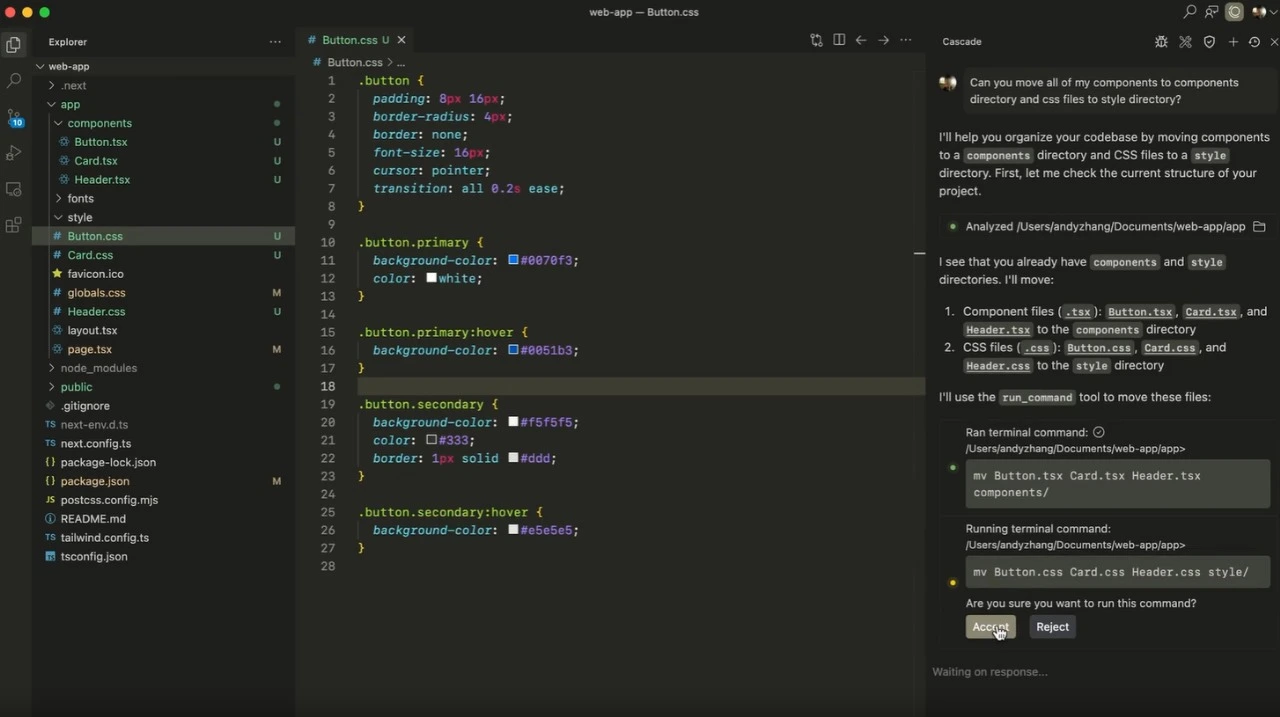 web-app — Button.css
Explorer
web-app
.next
app
components
Button.tsx U
Card.tsx U
Header.tsx U
fonts
style
# Button.css U
# Card.css U
favicon.ico
# globals.css M
# Header.css U
layout.tsx
page.tsx M
node_modules
public
.gitignore
TS next-env.d.ts
TS next.config.ts
{} package-lock.json
{} package.json M
JS postcss.config.mjs
README.md
TS tailwind.config.ts
tsconfig.json
10
# Button.css U
# Button.css > ...
1 .button {
2 padding: 8px 16px;
3 border-radius: 4px;
4 border: none;
5 font-size: 16px;
6 cursor: pointer;
7 transition: all 0.2s ease;
8 }
9
10 .button.primary {
11 background-color: #0070f3;
12 color: white;
13 }
14
15 .button.primary:hover {
16 background-color: #0051b3;
17 }
18
19 .button.secondary {
20 background-color: #f5f5f5;
21 color: #333;
22 border: 1px solid #ddd;
23 }
24
25 .button.secondary:hover {
26 background-color: #e5e5e5;
27 }
28
Cascade
Can you move all of my components to components
directory and css files to style directory?
I'll help you organize your codebase by moving components
to a components directory and CSS files to a style
directory. First, let me check the current structure of your
project.
Analyzed /Users/andyzhang/Documents/web-app/app
I see that you already have components and style
directories. I'll move:
1. Component files (.tsx): Button.tsx, Card.tsx, and
Header.tsx to the components directory
2. CSS files (.css): Button.css, Card.css, and
Header.css to the style directory
I'll use the run_command tool to move these files:
Ran terminal command:
/Users/andyzhang/Documents/web-app/app>
mv Button.tsx Card.tsx Header.tsx
components/
Running terminal command:
/Users/andyzhang/Documents/web-app/app>
mv Button.css Card.css Header.css style/
Are you sure you want to run this command?
Accept Reject
Waiting on response...